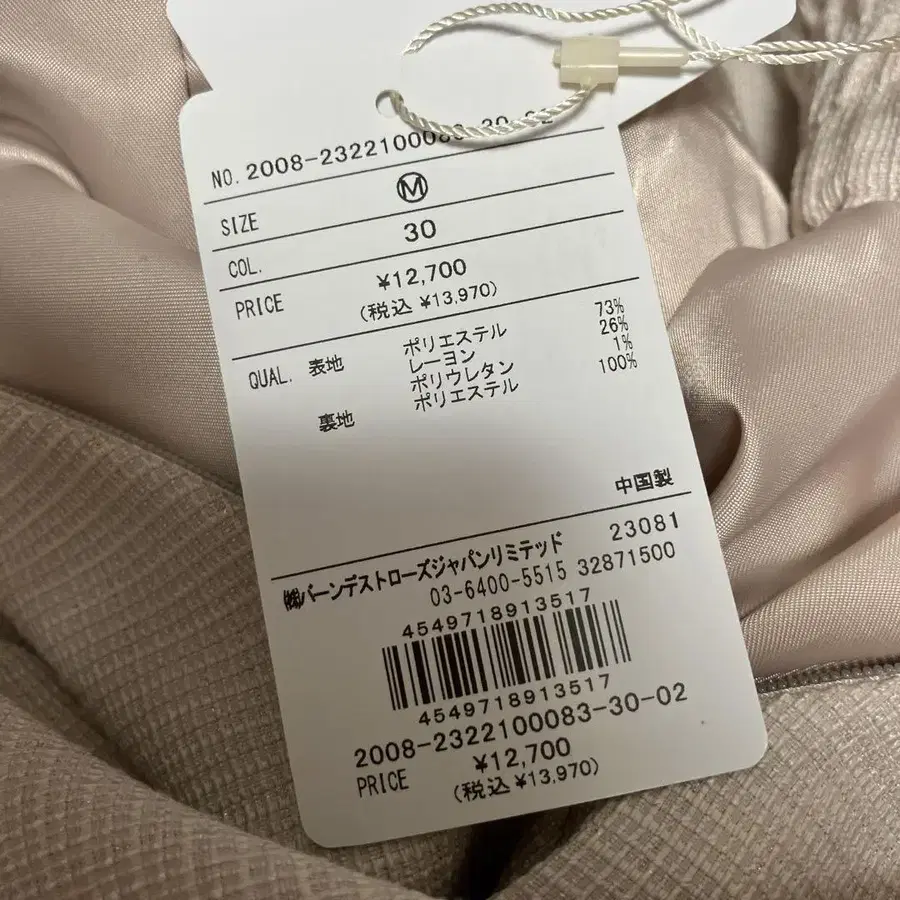 NO. 2008-2322100083-30-02
SIZE Ⓜ
COL. 30
PRICE ¥12,700
(税込 ¥13,970)
QUAL. 表地 ポリエステル 73%
レーヨン 26%
ポリウレタン 1%
裏地 ポリエステル 100%
中国製
23081
㈱バーンデストローズジャパンリミテッド
03-6400-5515 32871500
4549718913517
4549718913517
2008-2322100083-30-02
PRICE ¥12,700
(税込 ¥13,970)